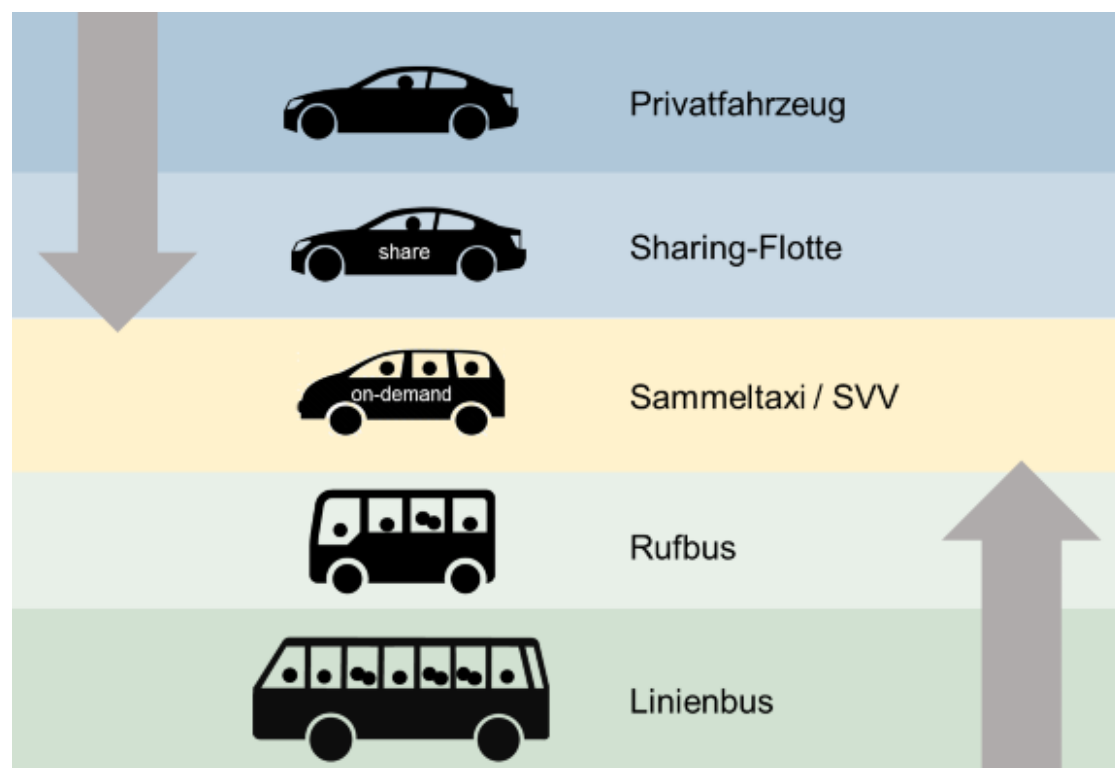 Privatfahrzeug
share
Sharing-Flotte
on-demand
Sammeltaxi / SVV
Rufbus
Linienbus